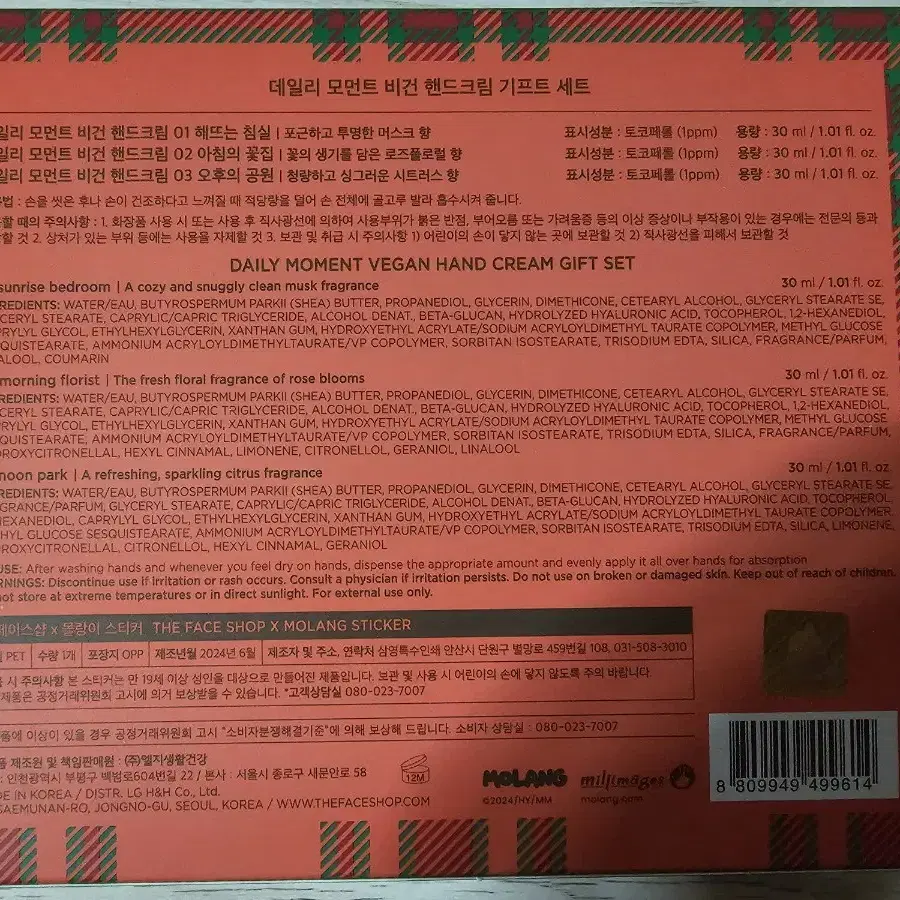 데일리 모먼트 비건 핸드크림 기프트 세트
일리 모먼트 비건 핸드크림 01 해뜨는 침실 | 포근하고 투명한 머스크 향 표시성분 : 토코페롤 (1ppm) 용량 : 30 ml / 1.01 fl. oz.
일리 모먼트 비건 핸드크림 02 아침의 꽃집 | 꽃의 생기를 담은 로즈플로럴 향 표시성분 : 토코페롤 (1ppm) 용량 : 30 ml / 1.01 fl. oz.
일리 모먼트 비건 핸드크림 03 오후의 공원 | 청량하고 싱그러운 시트러스 향 표시성분 : 토코페롤 (1ppm) 용량 : 30 ml / 1.01 fl. oz.
용법 : 손을 씻은 후나 손이 건조하다고 느껴질 때 적당량을 덜어 손 전체에 골고루 발라 흡수시켜 줍니다.
할 때의 주의사항 : 1. 화장품 사용 시 또는 사용 후 직사광선에 의하여 사용부위가 붉은 반점, 부어오름 또는 가려움증 등의 이상 증상이나 부작용이 있는 경우에는 전문의 등과
할 것 2. 상처가 있는 부위 등에는 사용을 자제할 것 3. 보관 및 취급 시 주의사항 1) 어린이의 손이 닿지 않는 곳에 보관할 것 2) 직사광선을 피해서 보관할 것
DAILY MOMENT VEGAN HAND CREAM GIFT SET
sunrise bedroom | A cozy and snuggly clean musk fragrance 30 ml / 1.01 fl. oz.
REDIENTS: WATER/EAU, BUTYROSPERMUM PARKII (SHEA) BUTTER, PROPANEDIOL, GLYCERIN, DIMETHICONE, CETEARYL ALCOHOL, GLYCERYL STEARATE SE,
CERYL STEARATE, CAPRYLIC/CAPRIC TRIGLYCERIDE, ALCOHOL DENAT., BETA-GLUCAN, HYDROLYZED HYALURONIC ACID, TOCOPHEROL, 1,2-HEXANEDIOL,
PRYLYL GLYCOL, ETHYLHEXYLGLYCERIN, XANTHAN GUM, HYDROXYETHYL ACRYLATE/SODIUM ACRYLOYLDIMETHYL TAURATE COPOLYMER, METHYL GLUCOSE
QUISTEARATE, AMMONIUM ACRYLOYLDIMETHYLTAURATE/VP COPOLYMER, SORBITAN ISOSTEARATE, TRISODIUM EDTA, SILICA, FRAGRANCE/PARFUM,
ALOOL, COUMARIN
morning florist | The fresh floral fragrance of rose blooms 30 ml / 1.01 fl. oz.
REDIENTS: WATER/EAU, BUTYROSPERMUM PARKII (SHEA) BUTTER, PROPANEDIOL, GLYCERIN, DIMETHICONE, CETEARYL ALCOHOL, GLYCERYL STEARATE SE,
CERYL STEARATE, CAPRYLIC/CAPRIC TRIGLYCERIDE, ALCOHOL DENAT., BETA-GLUCAN, HYDROLYZED HYALURONIC ACID, TOCOPHEROL, 1,2-HEXANEDIOL,
PRYLYL GLYCOL, ETHYLHEXYLGLYCERIN, XANTHAN GUM, HYDROXYETHYL ACRYLATE/SODIUM ACRYLOYLDIMETHYL TAURATE COPOLYMER, METHYL GLUCOSE
QUISTEARATE, AMMONIUM ACRYLOYLDIMETHYLTAURATE/VP COPOLYMER, SORBITAN ISOSTEARATE, TRISODIUM EDTA, SILICA, FRAGRANCE/PARFUM,
ROXYCITRONELLAL, HEXYL CINNAMAL, LIMONENE, CITRONELLOL, GERANIOL, LINALOOL
noon park | A refreshing, sparkling citrus fragrance 30 ml / 1.01 fl. oz.
REDIENTS: WATER/EAU, BUTYROSPERMUM PARKII (SHEA) BUTTER, PROPANEDIOL, GLYCERIN, DIMETHICONE, CETEARYL ALCOHOL, GLYCERYL STEARATE SE,
GRANCE/PARFUM, GLYCERYL STEARATE, CAPRYLIC/CAPRIC TRIGLYCERIDE, ALCOHOL DENAT., BETA-GLUCAN, HYDROLYZED HYALURONIC ACID, TOCOPHEROL,
HEXANEDIOL, CAPRYLYL GLYCOL, ETHYLHEXYLGLYCERIN, XANTHAN GUM, HYDROXYETHYL ACRYLATE/SODIUM ACRYLOYLDIMETHYL TAURATE COPOLYMER,
HYL GLUCOSE SESQUISTEARATE, AMMONIUM ACRYLOYLDIMETHYLTAURATE/VP COPOLYMER, SORBITAN ISOSTEARATE, TRISODIUM EDTA, SILICA, LIMONENE,
ROXYCITRONELLAL, CITRONELLOL, HEXYL CINNAMAL, GERANIOL
USE: After washing hands and whenever you feel dry on hands, dispense the appropriate amount and evenly apply it all over hands for absorption
RNINGS: Discontinue use if irritation or rash occurs. Consult a physician if irritation persists. Do not use on broken or damaged skin. Keep out of reach of children.
not store at extreme temperatures or in direct sunlight. For external use only.
페이스샵 x 몰랑이 스티커 THE FACE SHOP X MOLANG STICKER
PET | 수량 1개 | 포장지 OPP | 제조년월 2024년 6월 | 제조자 및 주소, 연락처 삼영특수인쇄 안산시 단원구 별망로 459번길 108, 031-508-3010
시 주의사항 본 스티커는 만 19세 이상 성인을 대상으로 만들어진 제품입니다. 보관 및 사용 시 어린이의 손에 닿지 않도록 주의 바랍니다.
제품은 공정거래위원회 고시에 의거 보상받을 수 있습니다. *고객상담실 080-023-7007
품에 이상이 있을 경우 공정거래위원회 고시 "소비자분쟁해결기준"에 의해 보상해 드립니다. 소비자 상담실 : 080-023-7007
품 제조원 및 책임판매원 : (주)엘지생활건강
: 인천광역시 부평구 백범로604번길 22 / 본사 : 서울시 종로구 새문안로 58
DE IN KOREA / DISTR. LG H&H Co., Ltd.
SAEMUNAN-RO, JONGNO-GU, SEOUL, KOREA / WWW.THEFACESHOP.COM
12M
MOLANG
©2024/HY/MM
millimages
molang.com
8 809949 499614